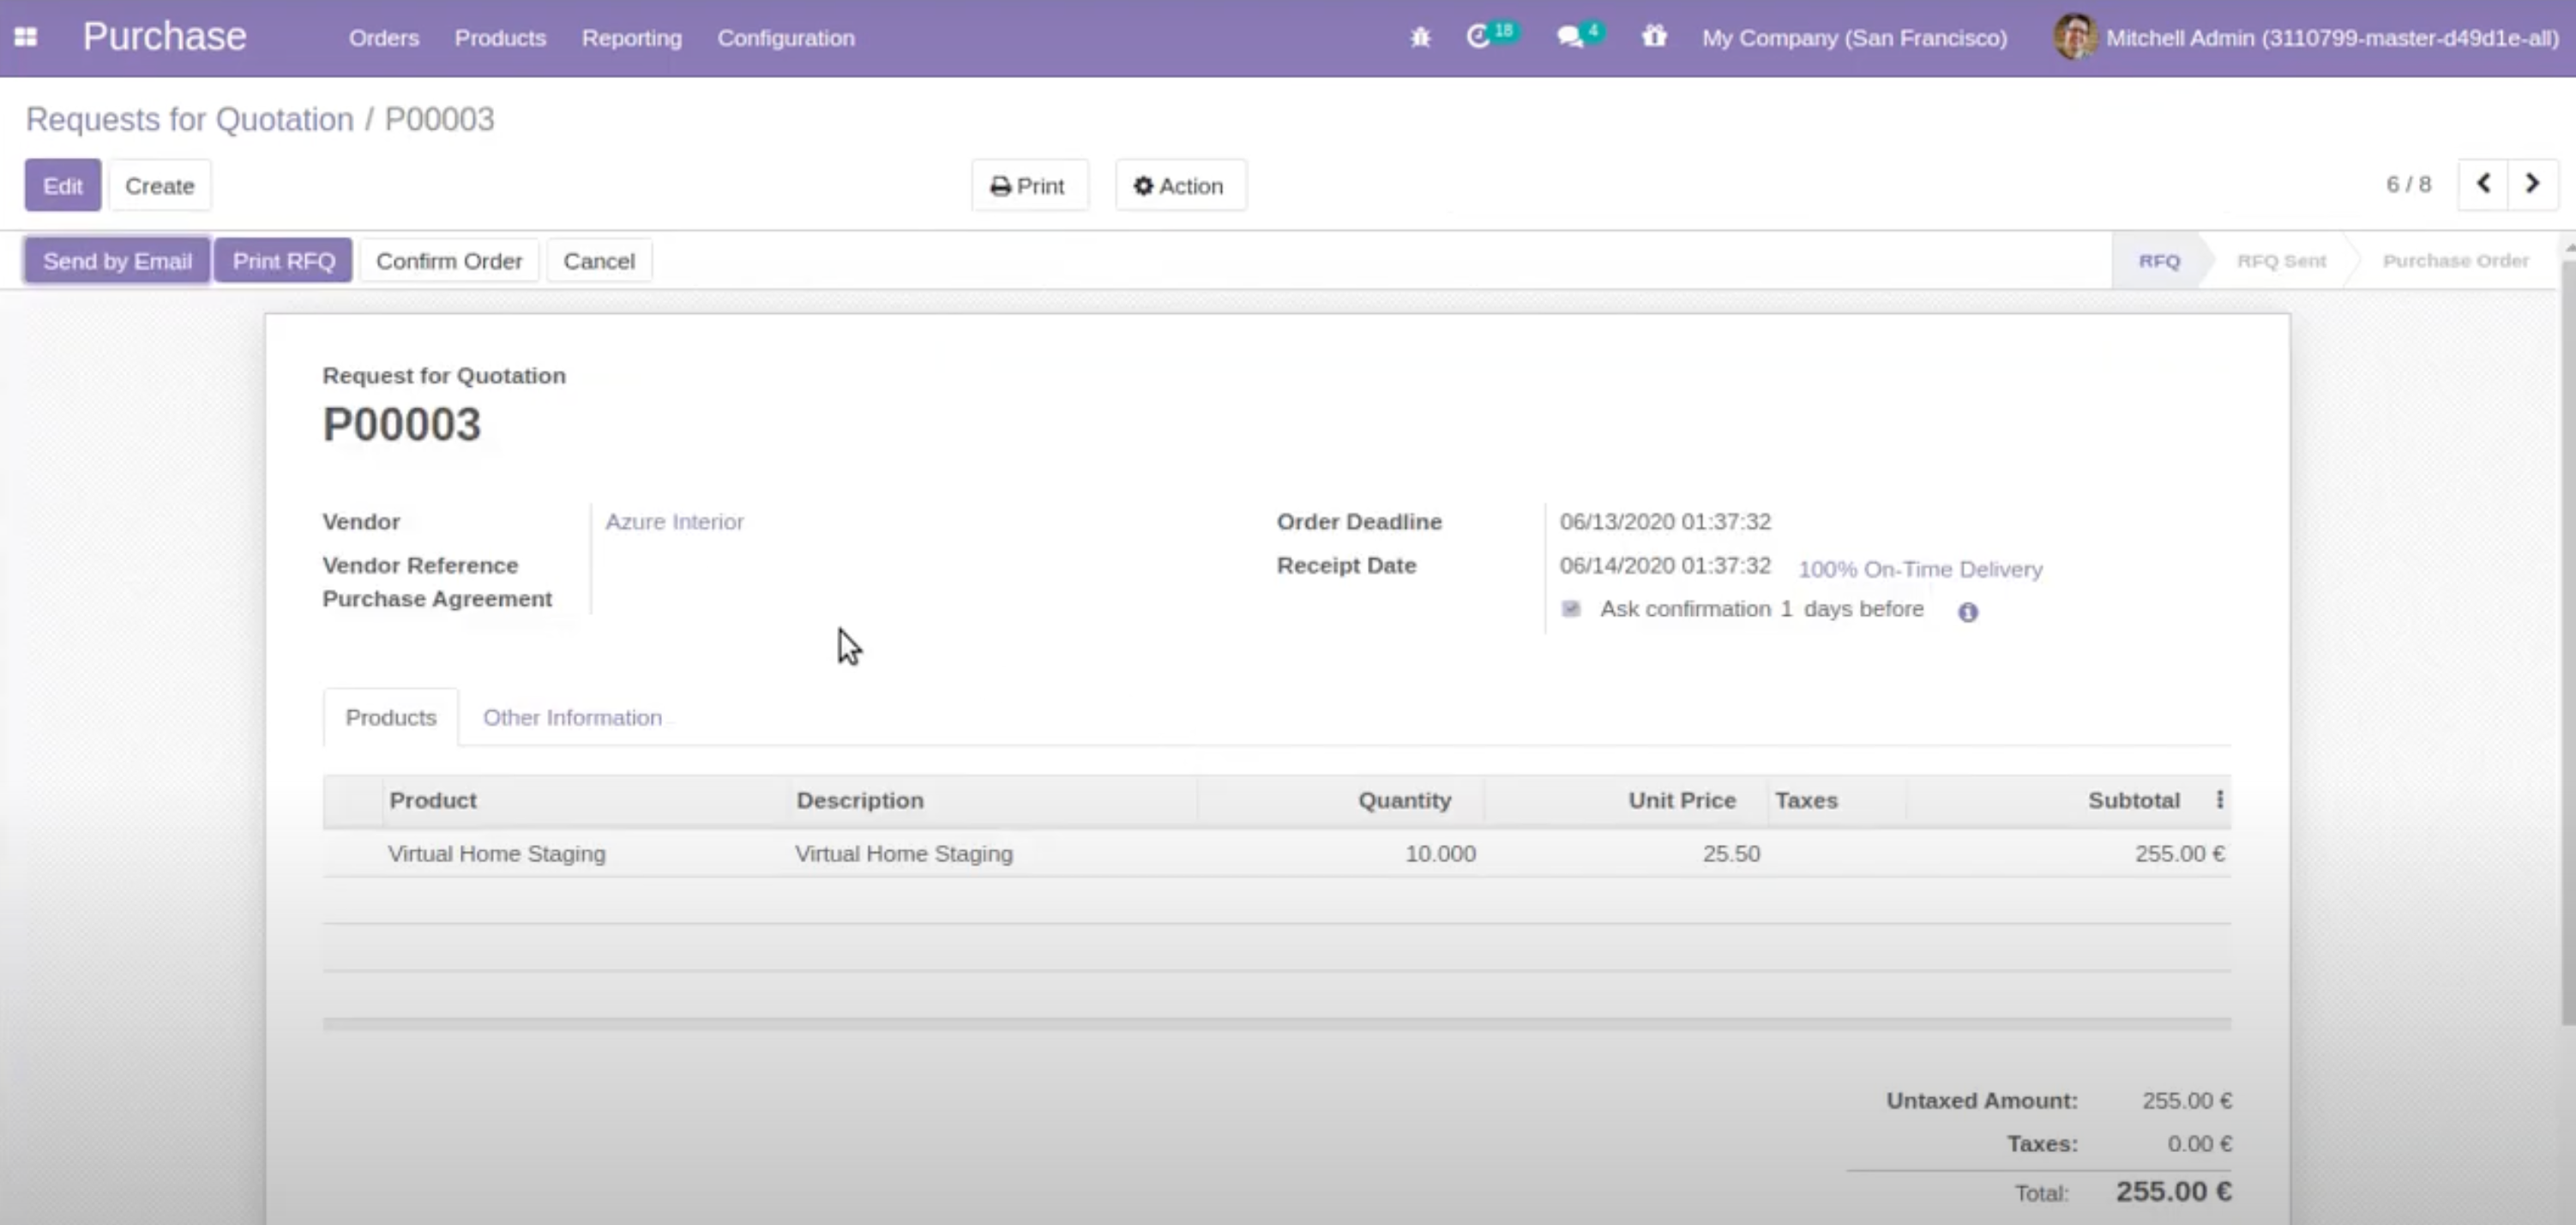 Purchase Orders Products Reporting Configuration 18 4 My Company (San Francisco) Mitchell Admin (3110799-master-d49d1e-all)
Requests for Quotation / P00003
Edit Create Print Action 6 / 8
Send by Email Print RFQ Confirm Order Cancel RFQ RFQ Sent Purchase Order
Request for Quotation
P00003
Vendor Azure Interior Order Deadline 06/13/2020 01:37:32
Vendor Reference Receipt Date 06/14/2020 01:37:32 100% On-Time Delivery
Purchase Agreement Ask confirmation 1 days before
Products Other Information
Product Description Quantity Unit Price Taxes Subtotal
Virtual Home Staging Virtual Home Staging 10.000 25.50 255.00 €
Untaxed Amount: 255.00 €
Taxes: 0.00 €
Total: 255.00 €